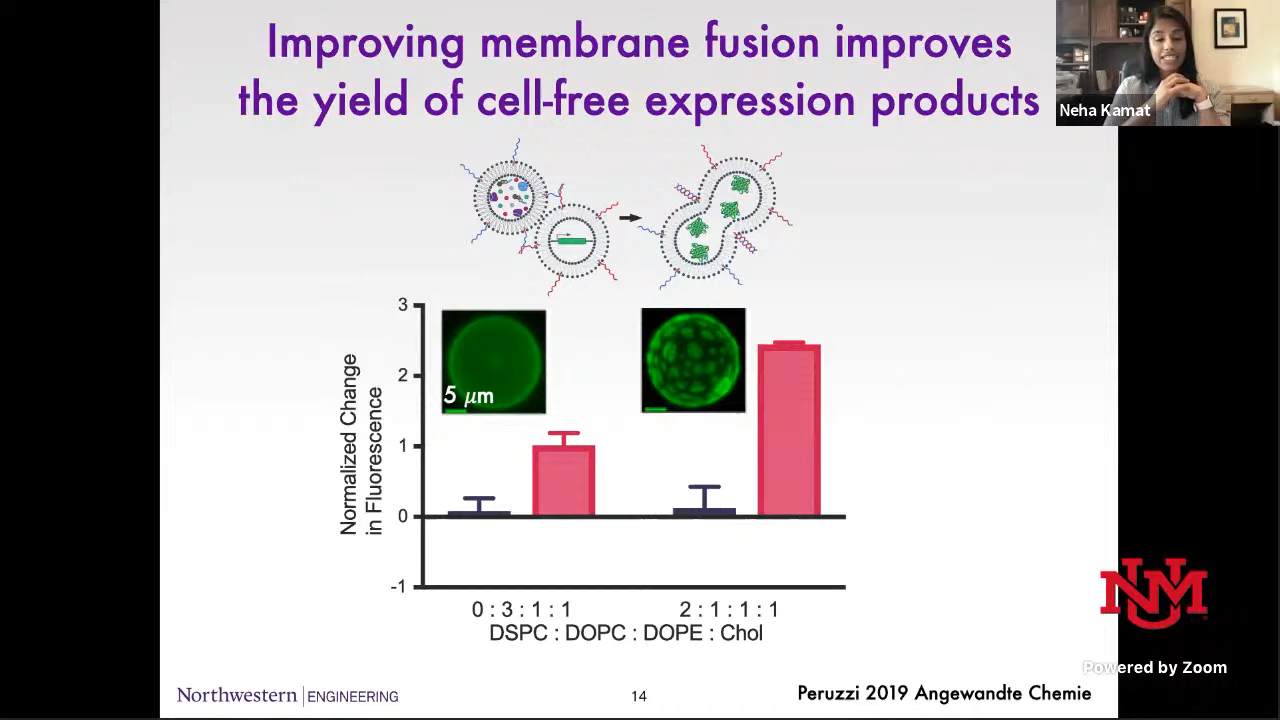 Improving membrane fusion improves
the yield of cell-free expression products
Neha Kamat
3
2
1
0
-1
Normalized Change
in Fluorescence
5 µm
0 : 3 : 1 : 1
2 : 1 : 1 : 1
DSPC : DOPC : DOPE : Chol
UNM
Powered by Zoom
Northwestern | ENGINEERING
14
Peruzzi 2019 Angewandte Chemie